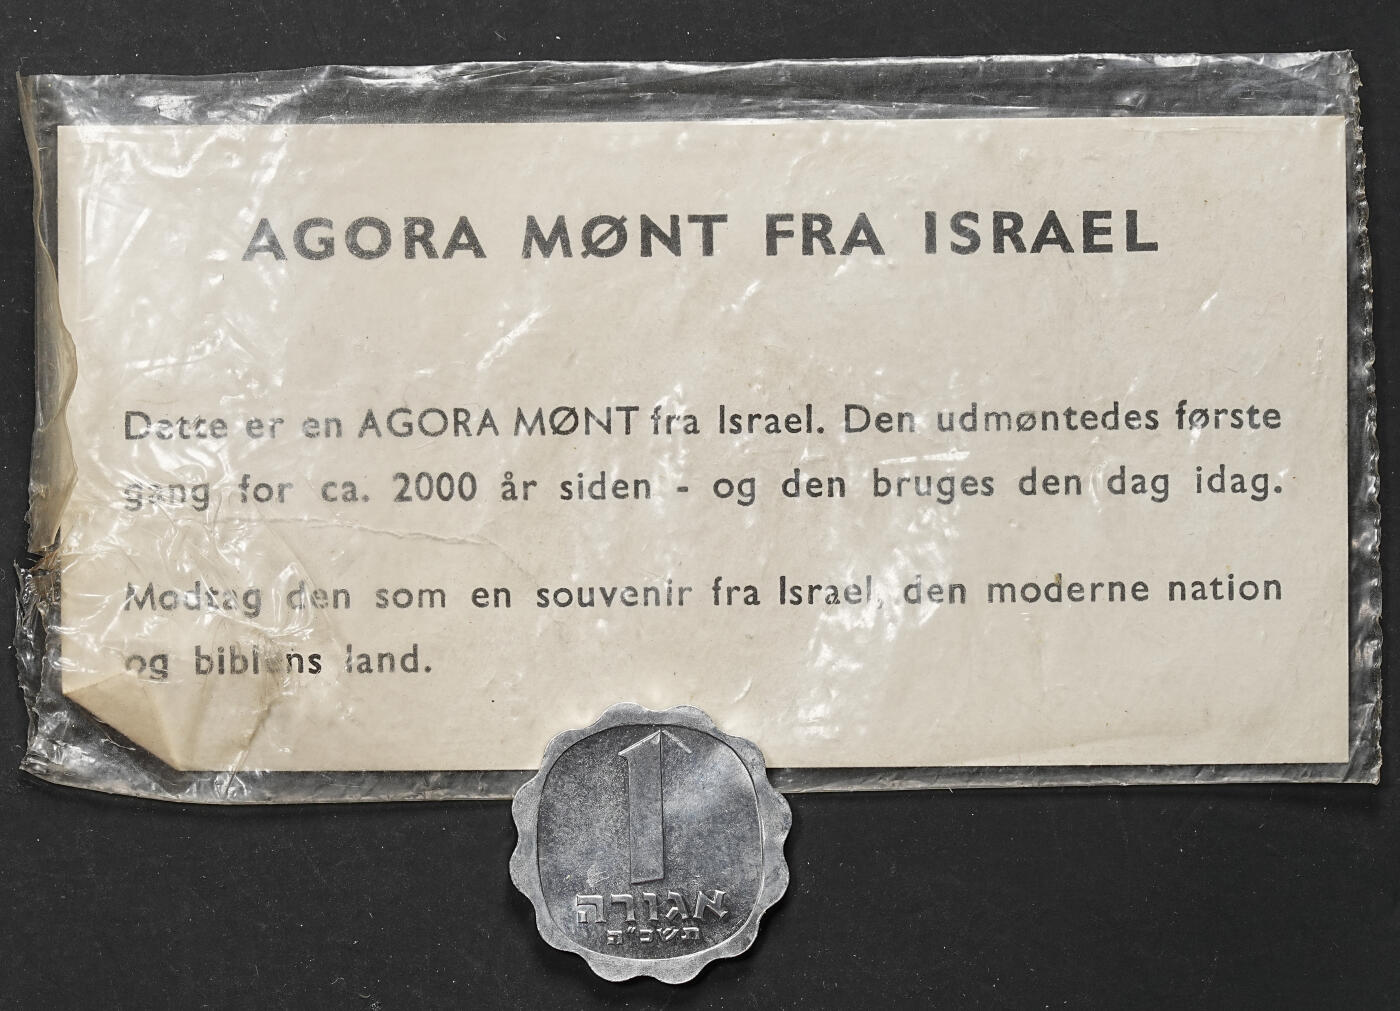 AGORA MØNT FRA ISRAEL
Dette er en AGORA MØNT fra Israel. Den udmøntedes første
gang for ca. 2000 år siden - og den bruges den dag idag.
Modtag den som en souvenir fra Israel, den moderne nation
og biblens land.
1
אגורה
תשכ"ה